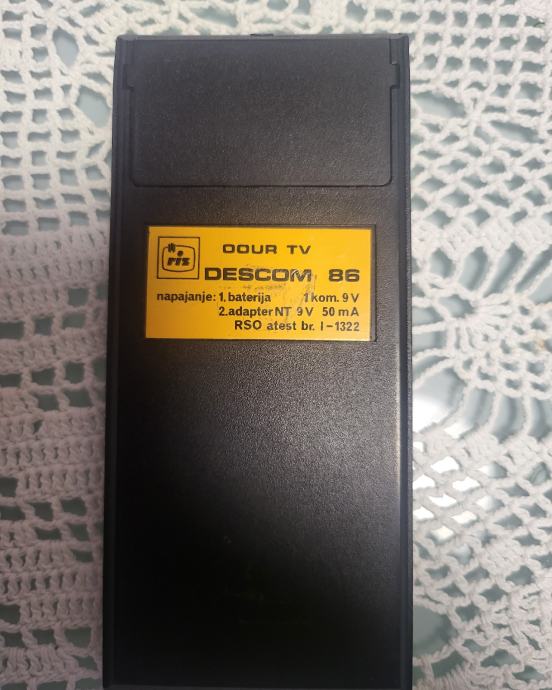 ris
OOUR TV
DESCOM 86
napajanje: 1. baterija 1 kom. 9 V
2. adapter NT 9 V 50 mA
RSO atest br. I-1322